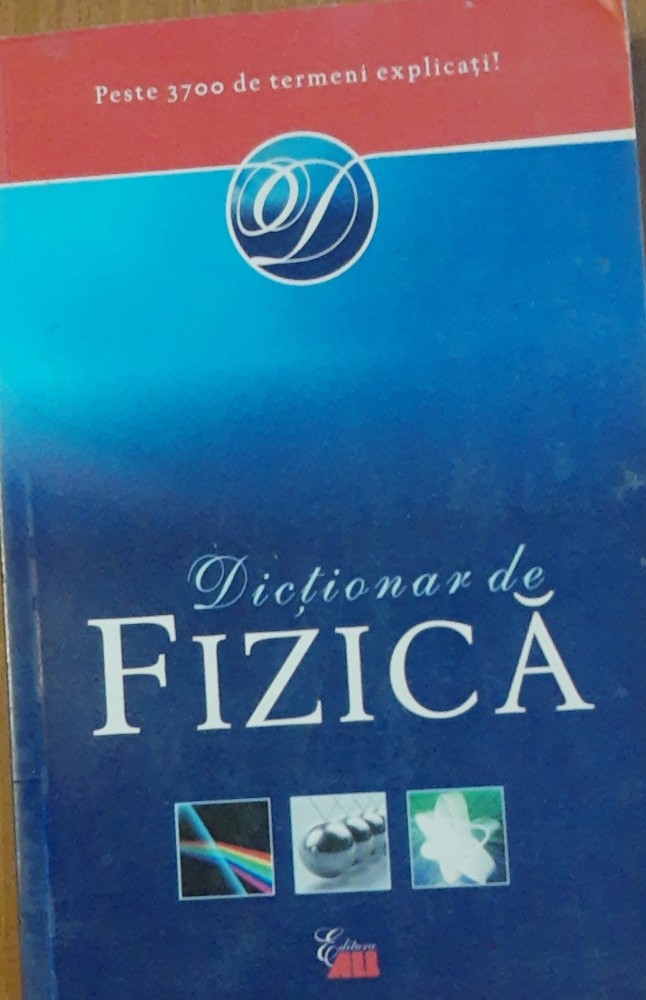 Peste 3700 de termeni explicați!
D
Dicționar de
FIZICĂ
Editura
ALL